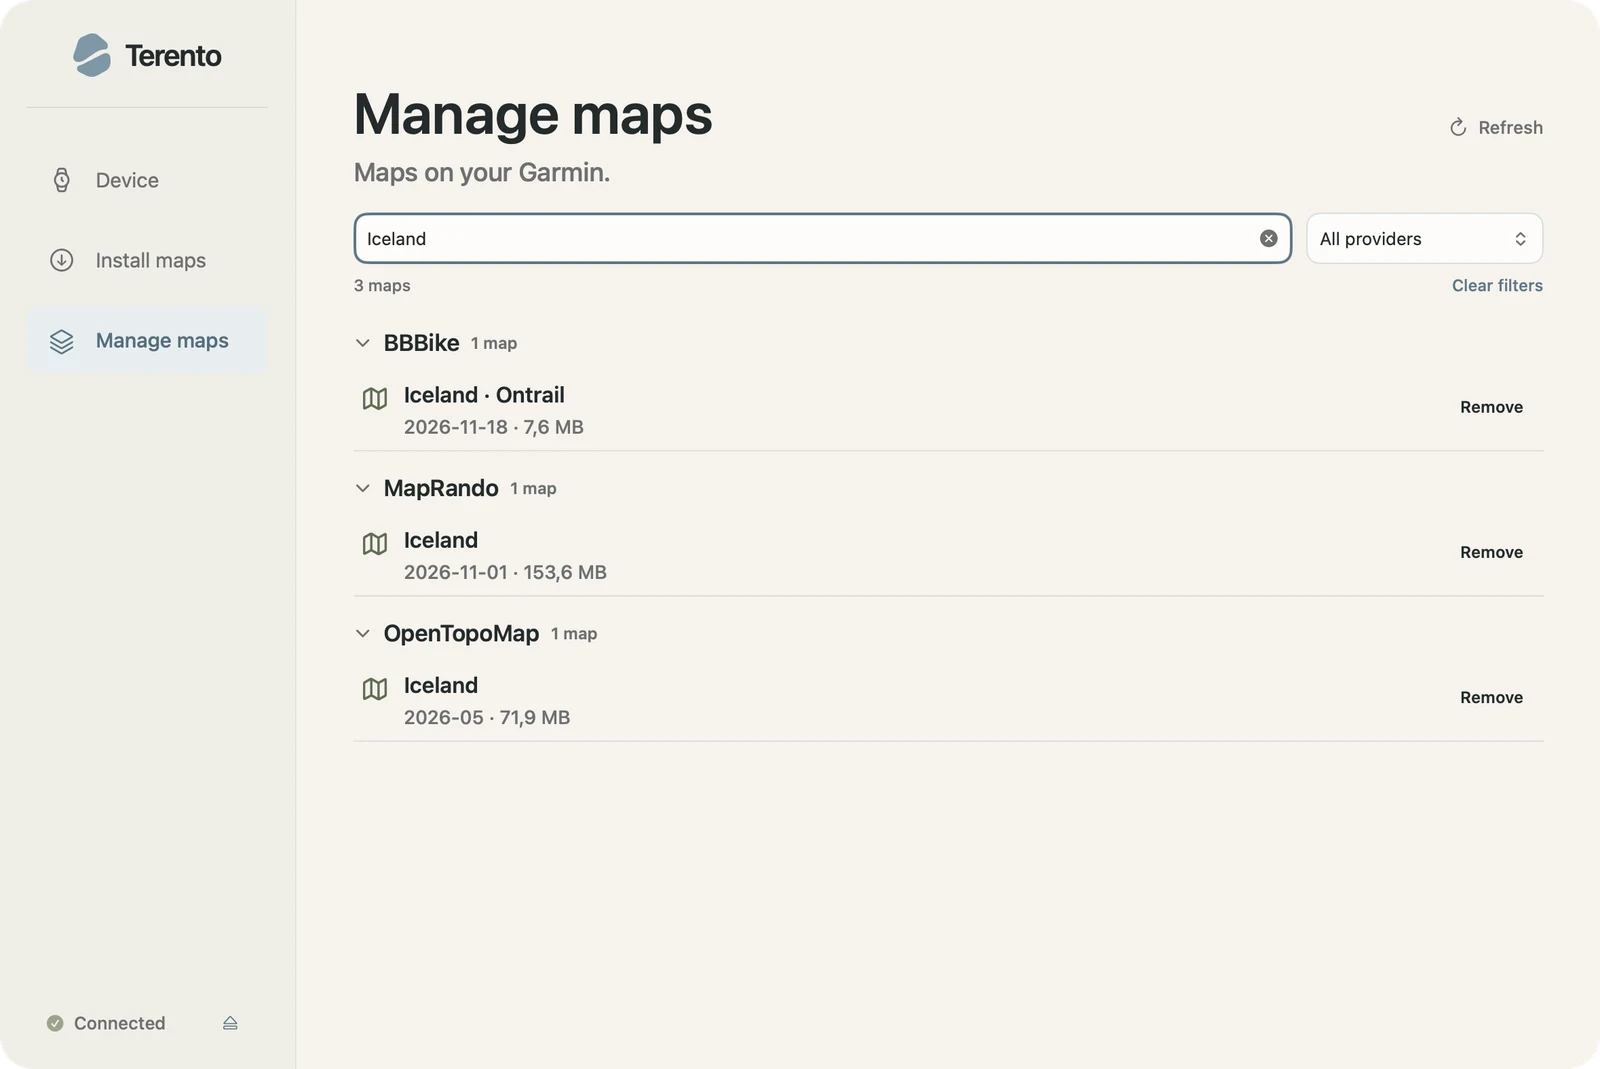 Terento
Device
Install maps
Manage maps
Connected
Manage maps
Refresh
Maps on your Garmin.
Iceland
All providers
3 maps
Clear filters
BBBike 1 map
Iceland · Ontrail
2026-11-18 · 7,6 MB
Remove
MapRando 1 map
Iceland
2026-11-01 · 153,6 MB
Remove
OpenTopoMap 1 map
Iceland
2026-05 · 71,9 MB
Remove